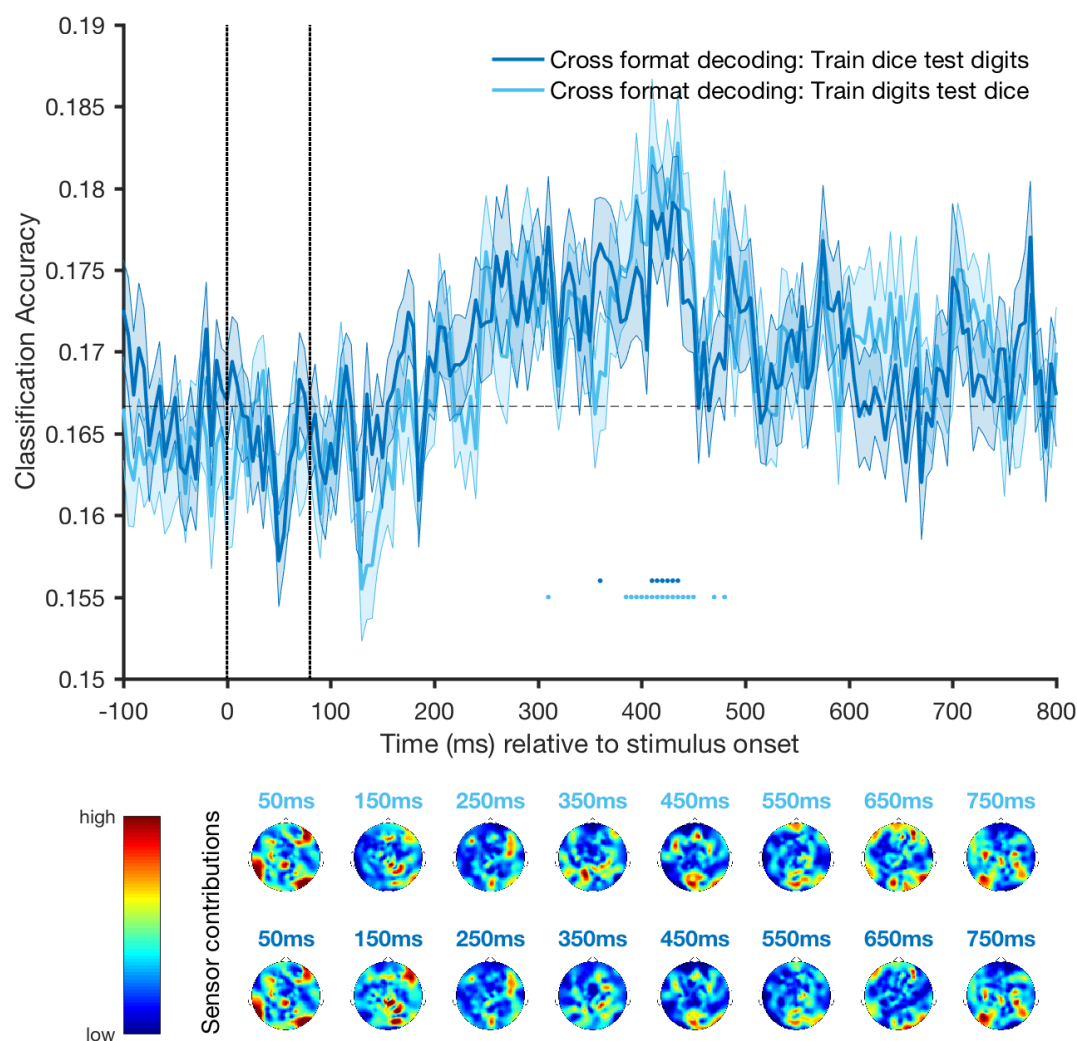 0.19
0.185
0.18
0.175
0.17
0.165
0.16
0.155
0.15
Classification Accuracy
Cross format decoding: Train dice test digits
Cross format decoding: Train digits test dice
-100 0 100 200 300 400 500 600 700 800
Time (ms) relative to stimulus onset
high
low
Sensor contributions
50ms 150ms 250ms 350ms 450ms 550ms 650ms 750ms
50ms 150ms 250ms 350ms 450ms 550ms 650ms 750ms